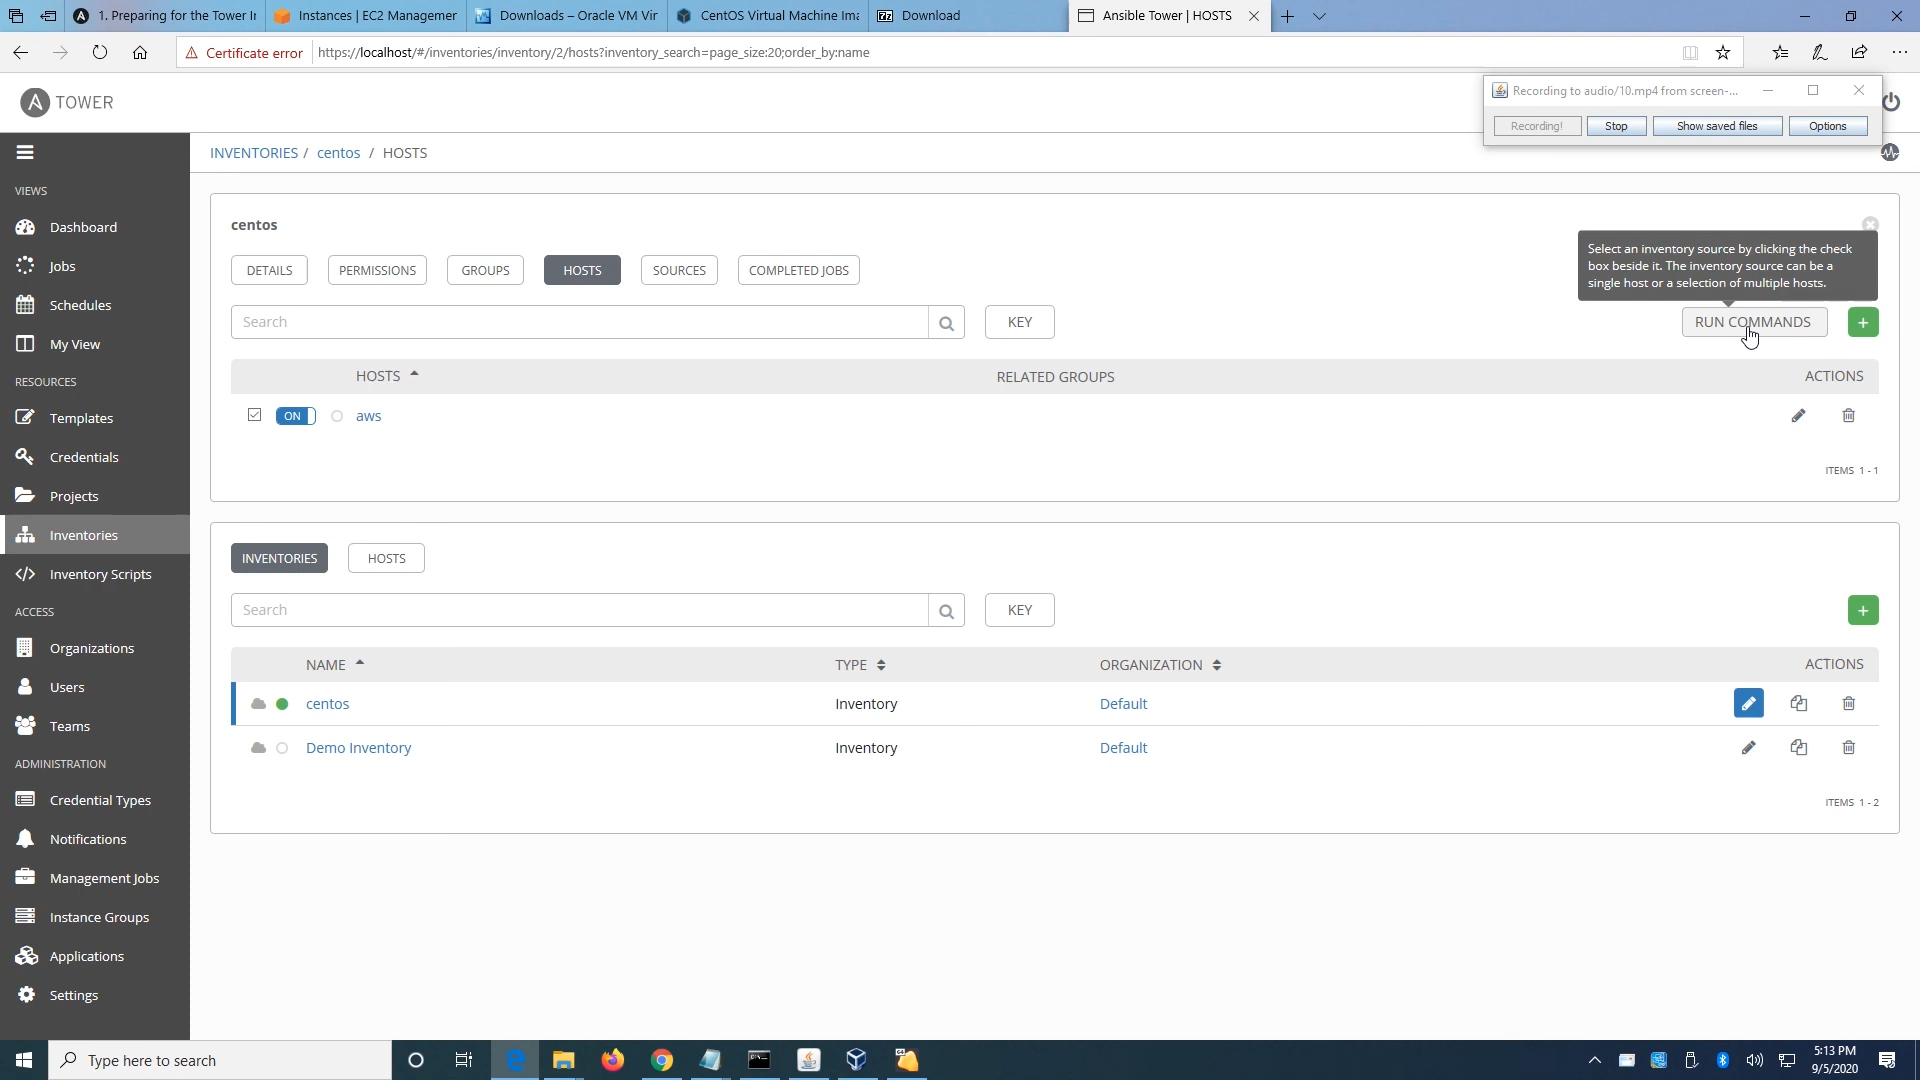 1. Preparing for the Tower In
Instances | EC2 Managemer
Downloads – Oracle VM Vir
CentOS Virtual Machine Ima
Download
Ansible Tower | HOSTS
Certificate error
https://localhost/#/inventories/inventory/2/hosts?inventory_search=page_size:20;order_by:name
A TOWER
Recording to audio/10.mp4 from screen-...
Recording!
Stop
Show saved files
Options
INVENTORIES / centos / HOSTS
VIEWS
Dashboard
Jobs
Schedules
My View
RESOURCES
Templates
Credentials
Projects
Inventories
Inventory Scripts
ACCESS
Organizations
Users
Teams
ADMINISTRATION
Credential Types
Notifications
Management Jobs
Instance Groups
Applications
Settings
centos
DETAILS
PERMISSIONS
GROUPS
HOSTS
SOURCES
COMPLETED JOBS
Select an inventory source by clicking the check
box beside it. The inventory source can be a
single host or a selection of multiple hosts.
Search
KEY
RUN COMMANDS
+
HOSTS
RELATED GROUPS
ACTIONS
ON
aws
ITEMS 1 - 1
INVENTORIES
HOSTS
Search
KEY
+
NAME
TYPE
ORGANIZATION
ACTIONS
centos
Inventory
Default
Demo Inventory
Inventory
Default
ITEMS 1 - 2
Type here to search
5:13 PM
9/5/2020